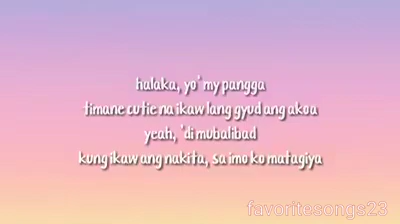 halaka, yo' my pangga
timane cutie na ikaw lang gyud ang akoa
yeah, 'di mubalibad
kung ikaw ang nakita, sa imo ko matagiya
favoritesongs23